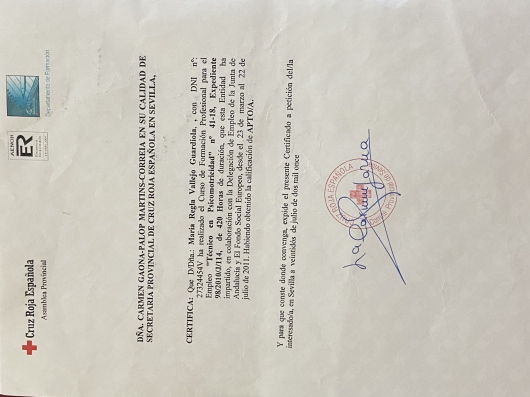 Cruz Roja Española
Asamblea Provincial
AENOR
ER
Departamento de Formación
DÑA. CARMEN GAONA-PALOP MARTINS-CORREIA EN SU CALIDAD DE
SECRETARIA PROVINCIAL DE CRUZ ROJA ESPAÑOLA EN SEVILLA,
CERTIFICA: Que D/Dña.: María Regla Vallejo Guardiola, , con DNI nº:
27324454V ha realizado el Curso de Formación Profesional para el
Empleo "Técnico en Psicomotricidad" nº 41-18, Expediente
98/2010/J/114, de 420 Horas de duración, que esta Entidad ha
impartido, en colaboración con la Delegación de Empleo de la Junta de
Andalucía y El Fondo Social Europeo, desde el 23 de marzo al 22 de
julio de 2011. Habiendo obtenido la calificación de APTO/A.
Y para que conste donde convenga, expide el presente Certificado a petición del/la
interesado/a, en Sevilla a veintidós de julio de dos mil once
CRUZ ROJA ESPAÑOLA